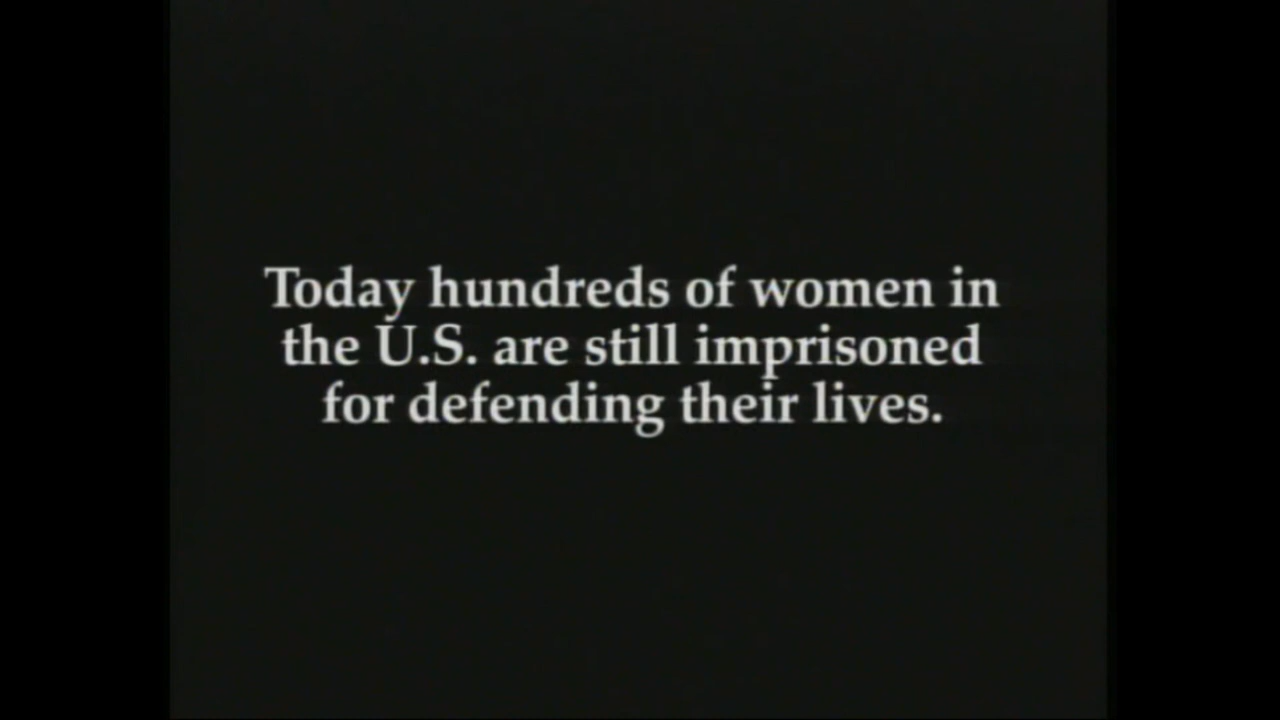 Today hundreds of women in
the U.S. are still imprisoned
for defending their lives.